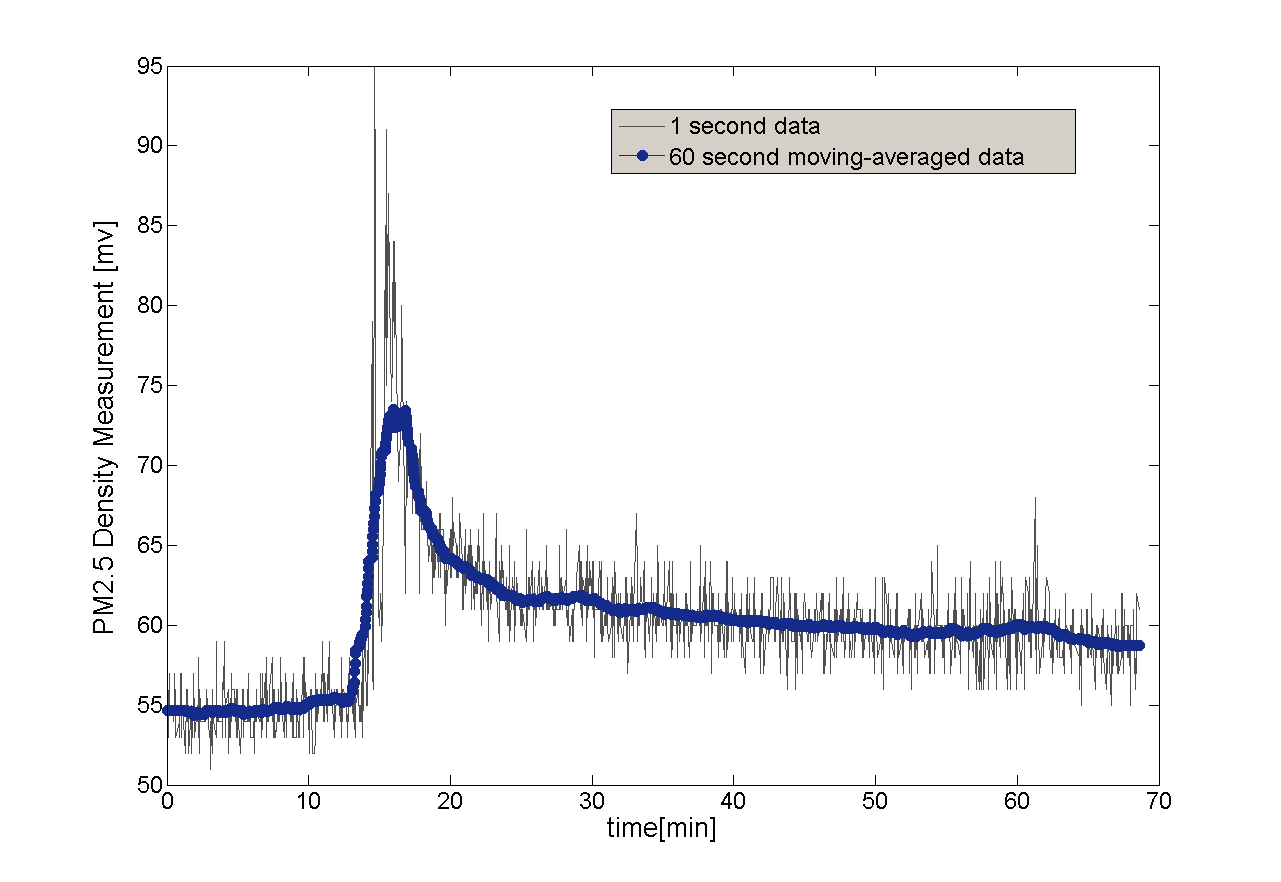 95
90
85
80
75
70
65
60
55
50
0 10 20 30 40 50 60 70
time[min]
PM2.5 Density Measurement [mv]
1 second data
60 second moving-averaged data